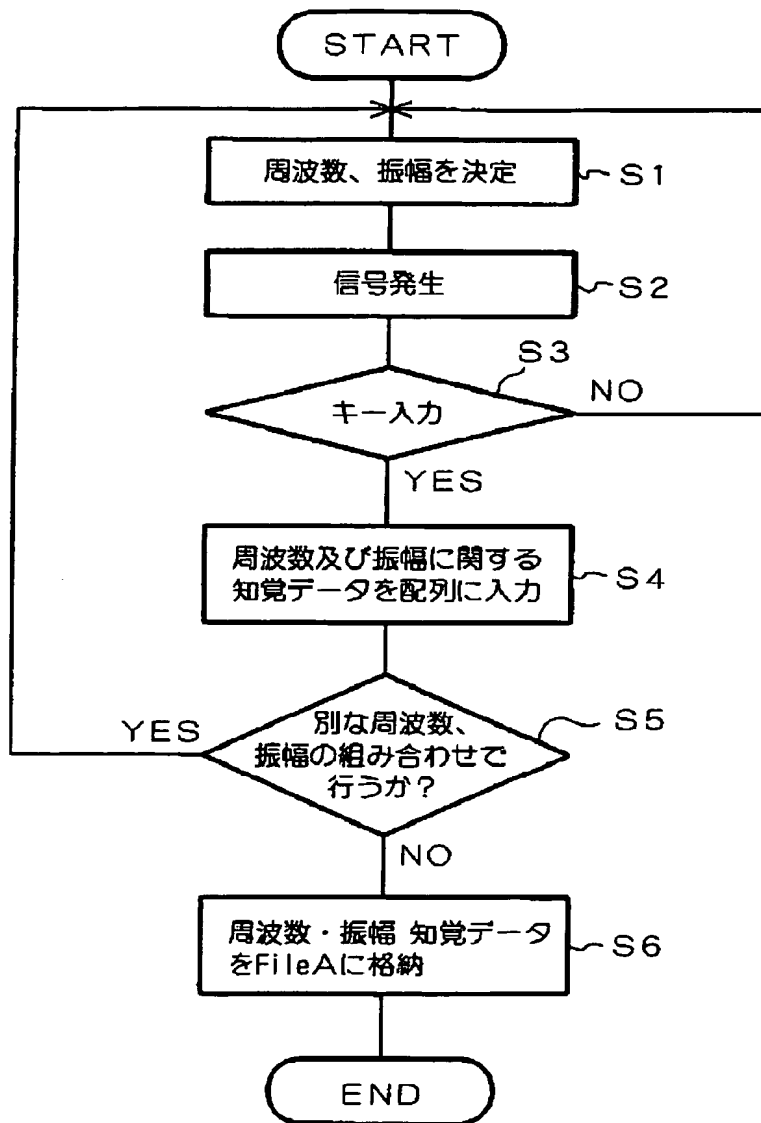 START
周波数、振幅を決定
S1
信号発生
S2
S3
キー入力
NO
YES
周波数及び振幅に関する
知覚データを配列に入力
S4
YES
別な周波数、
振幅の組み合わせで
行うか?
S5
NO
周波数・振幅 知覚データ
をFileAに格納
S6
END